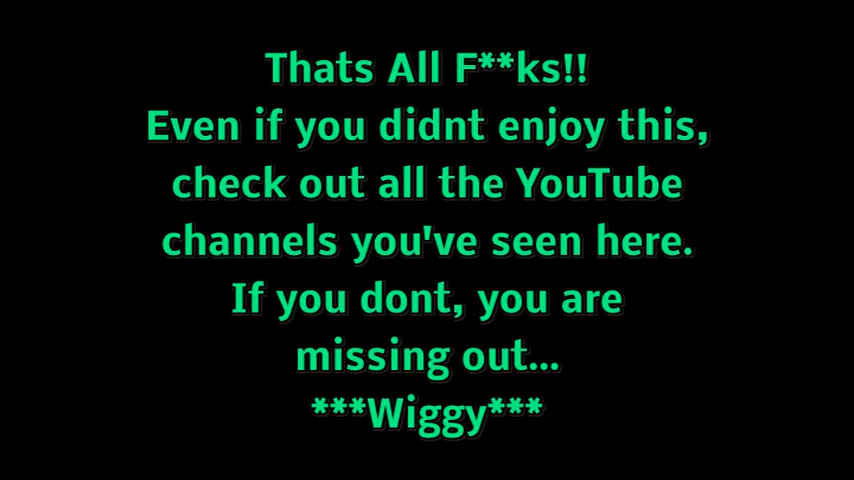 Thats All F**ks!!
Even if you didnt enjoy this,
check out all the YouTube
channels you've seen here.
If you dont, you are
missing out...
***Wiggy***